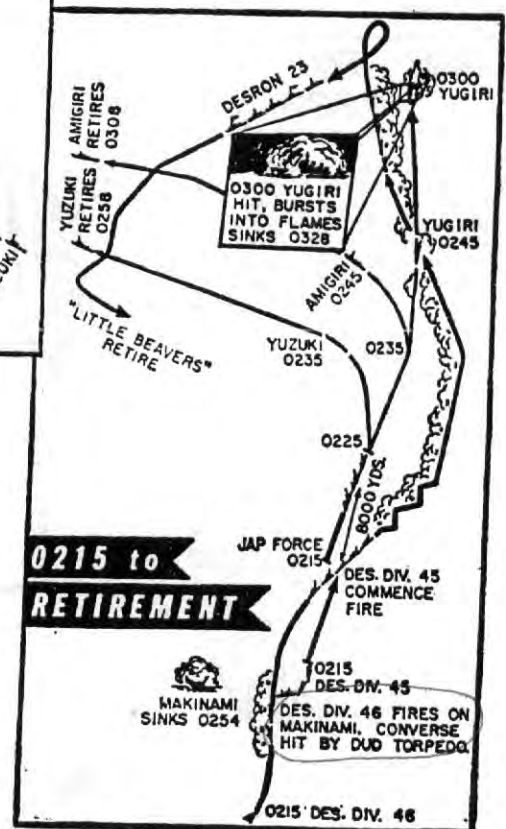 DESRON 23
0300
YUGIRI
AMIGIRI
RETIRES
0308
YUZUKI
RETIRES
0258
0300 YUGIRI
HIT, BURSTS
INTO FLAMES
SINKS 0328
YUGIRI
0245
AMIGIRI
0245
"LITTLE BEAVERS"
RETIRE
YUZUKI
0235
0235
0225
8000 YDS.
JAP FORCE
0215
DES. DIV. 45
COMMENCE
FIRE
0215 to
RETIREMENT
MAKINAMI
SINKS 0254
0215
DES. DIV. 45
DES. DIV. 46 FIRES ON
MAKINAMI. CONVERSE
HIT BY DUD TORPEDO.
0215 DES. DIV. 46